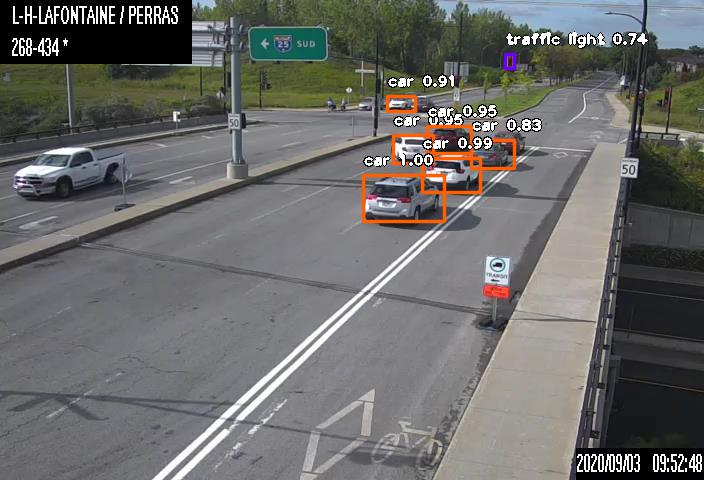 L-H-LAFONTAINE / PERRAS
268-434 *
25 SUD
traffic light 0.74
car 0.91
car 0.95
car 0.95
car 0.83
car 0.99
car 1.00
50
50
TRANSIT
2020/09/03 09:52:48